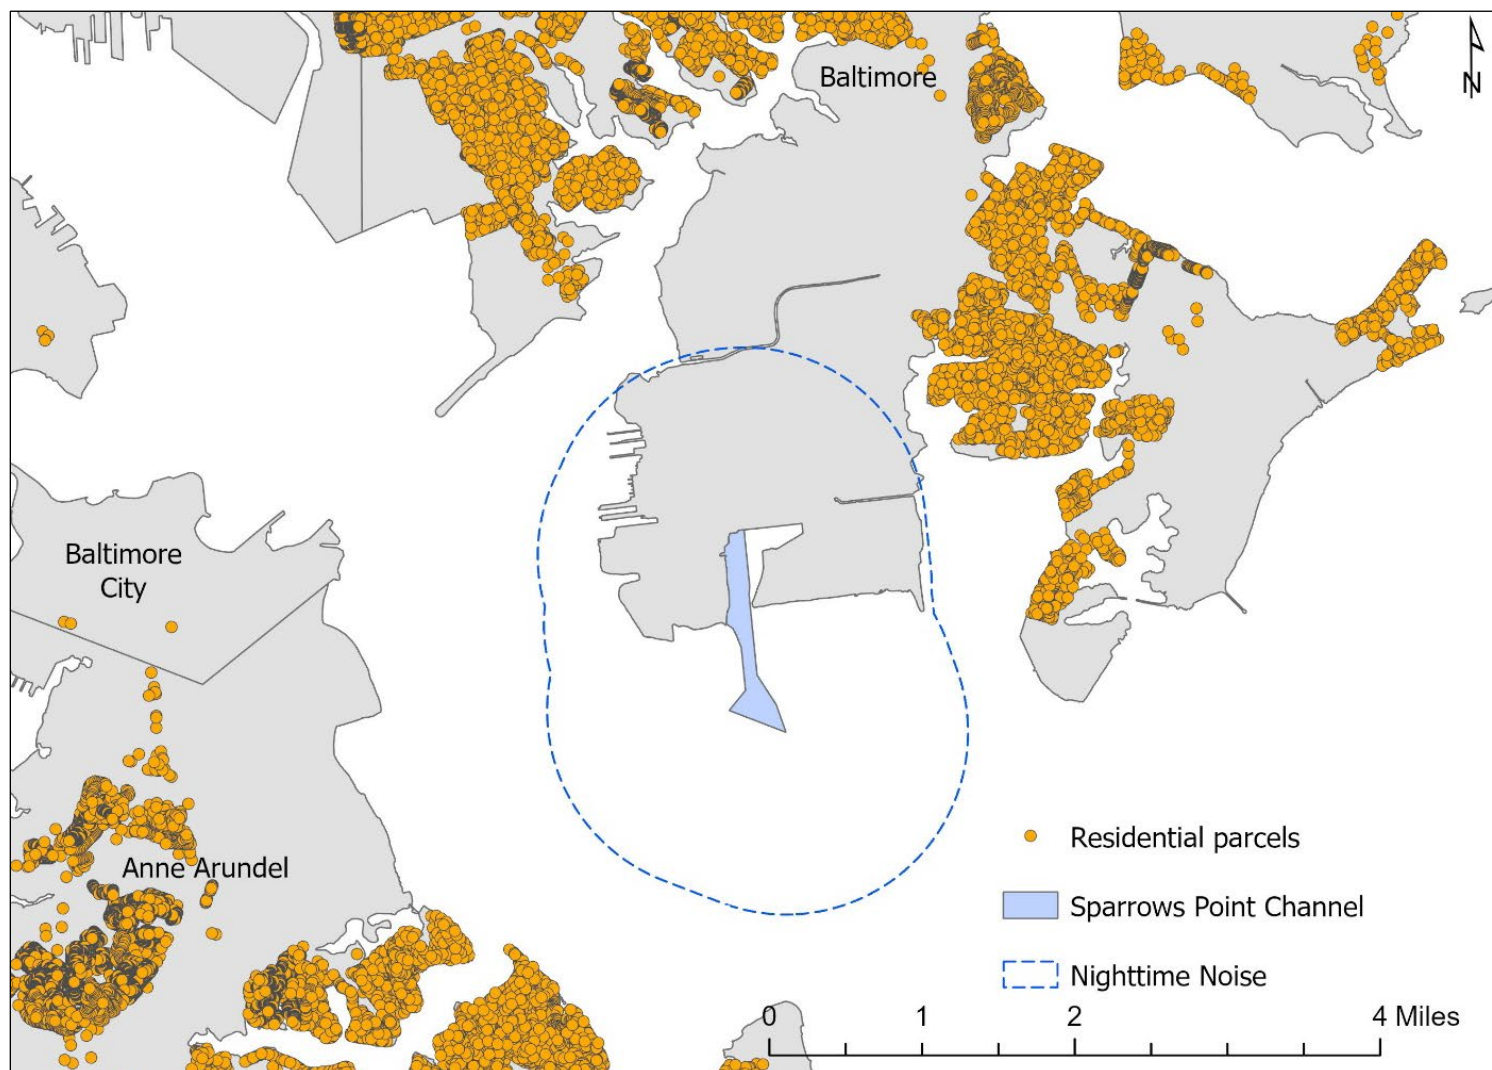 Baltimore
N
Baltimore
City
Anne Arundel
Residential parcels
Sparrows Point Channel
Nighttime Noise
0 1 2 4 Miles